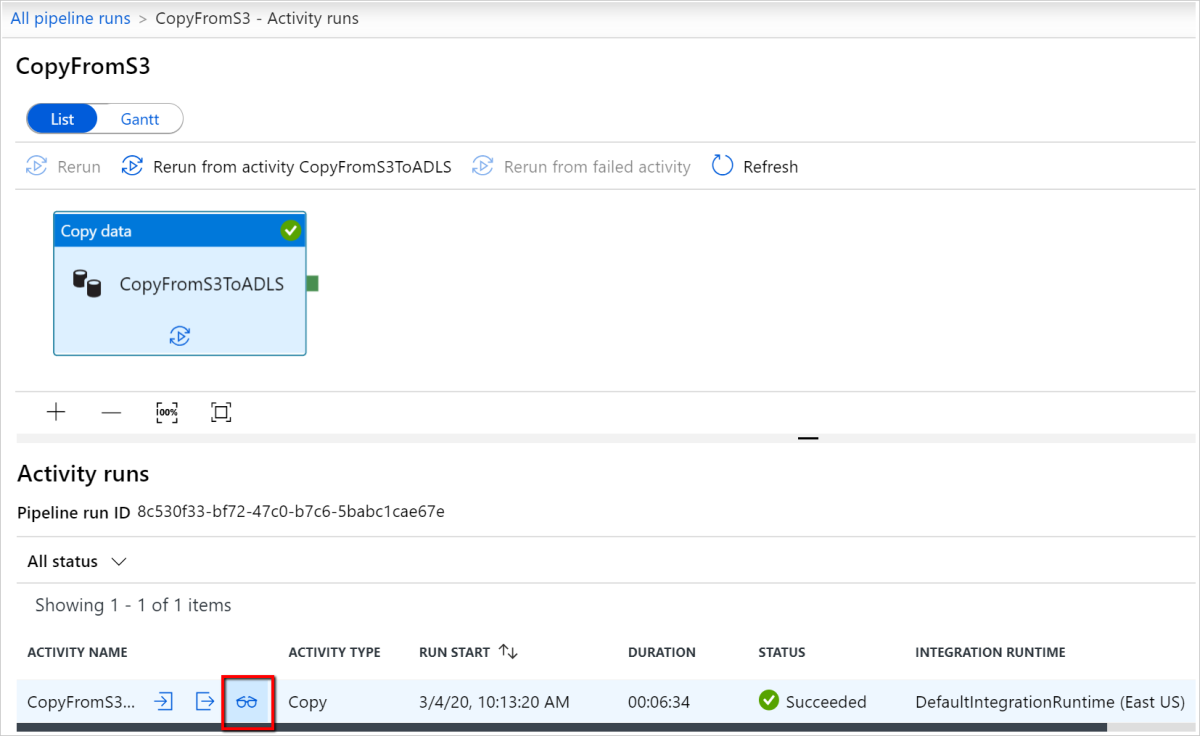 All pipeline runs > CopyFromS3 - Activity runs
CopyFromS3
List Gantt
Rerun Rerun from activity CopyFromS3ToADLS Rerun from failed activity Refresh
Copy data
CopyFromS3ToADLS
100%
Activity runs
Pipeline run ID 8c530f33-bf72-47c0-b7c6-5babc1cae67e
All status
Showing 1 - 1 of 1 items
ACTIVITY NAME ACTIVITY TYPE RUN START DURATION STATUS INTEGRATION RUNTIME
CopyFromS3... Copy 3/4/20, 10:13:20 AM 00:06:34 Succeeded DefaultIntegrationRuntime (East US)